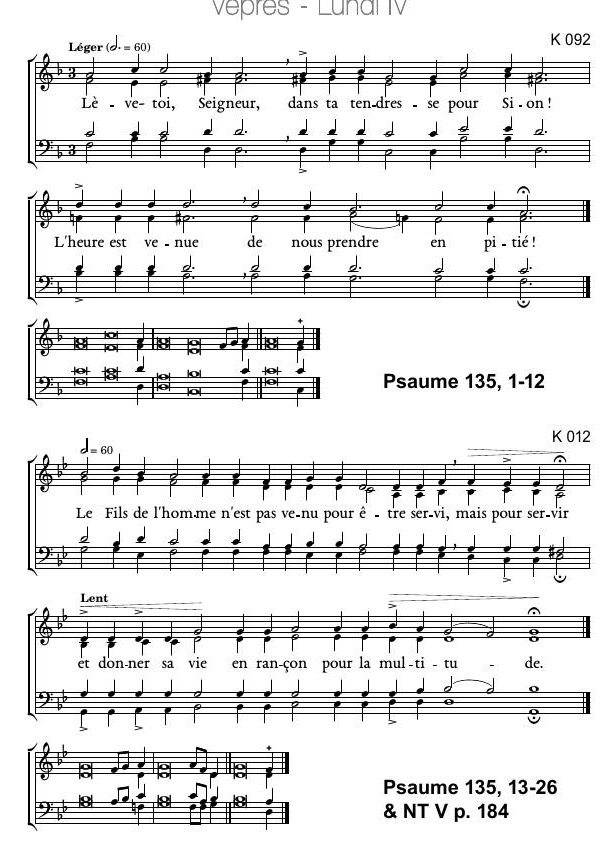 Vêpres - Lundi IV
K 092
Léger (𝅗𝅥. = 60)
Lè - ve- toi, Seigneur, dans ta ten-dres - se pour Si - on !
L'heure est ve - nue de nous prendre en pi - tié!
Psaume 135, 1-12
K 012
𝅗𝅥 = 60
Le Fils de l'hom-me n'est pas ve-nu pour ê - tre ser-vi, mais pour ser-vir
Lent
et don-ner sa vie en ran-çon pour la mul-ti-tu - de.
Psaume 135, 13-26
& NT V p. 184